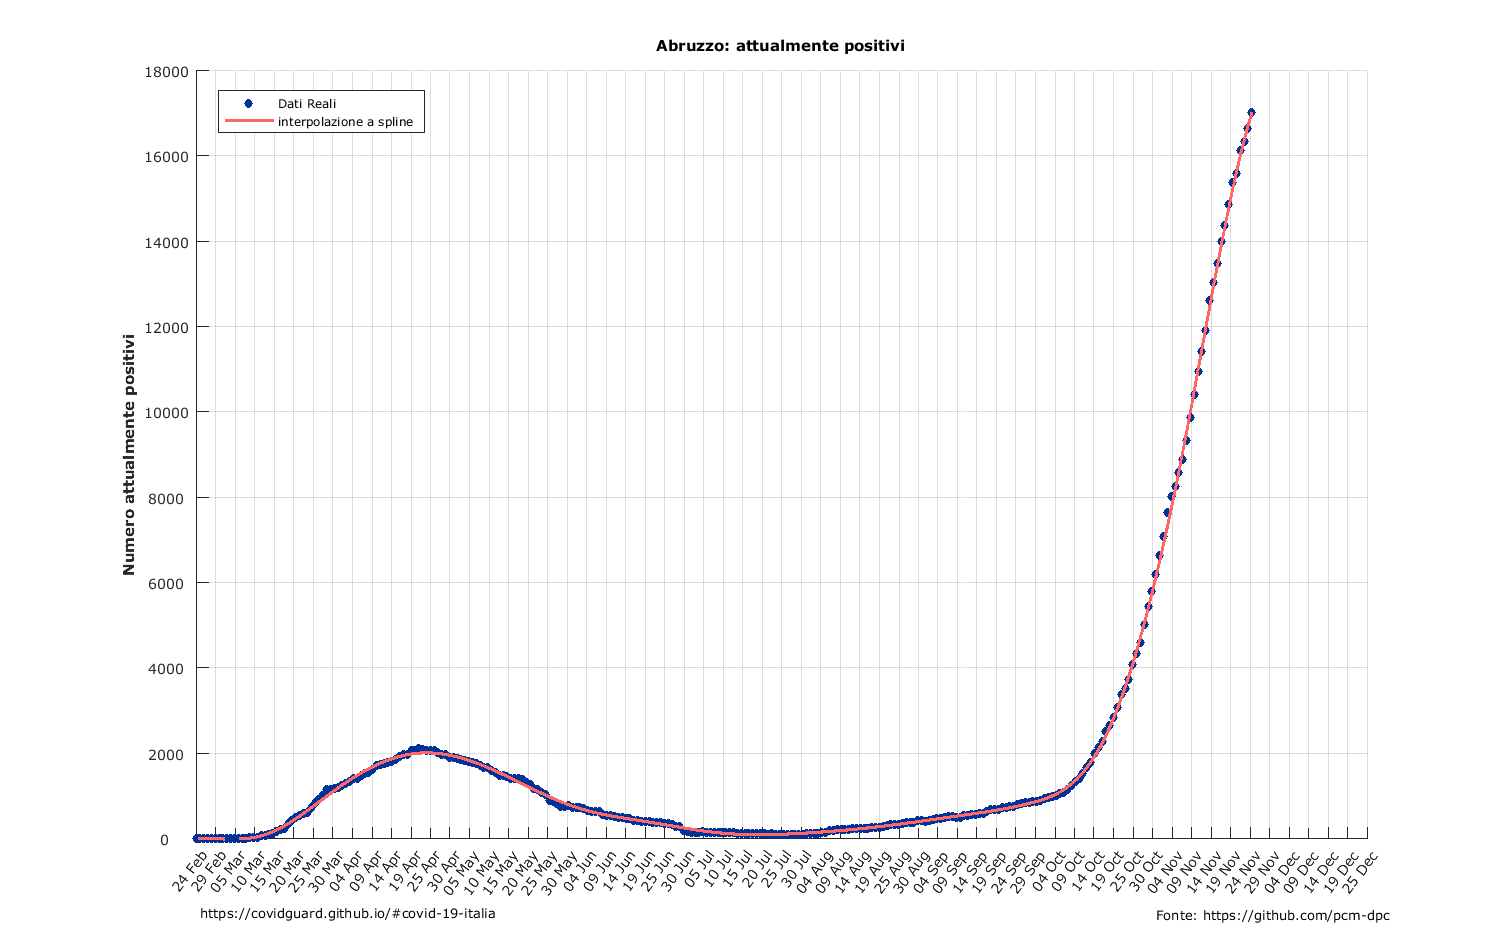 Abruzzo: attualmente positivi
18000
16000
14000
12000
10000
8000
6000
4000
2000
0
Numero attualmente positivi
Dati Reali
interpolazione a spline
24 Feb
29 Feb
05 Mar
10 Mar
15 Mar
20 Mar
25 Mar
30 Mar
04 Apr
09 Apr
14 Apr
19 Apr
25 Apr
30 Apr
05 May
10 May
15 May
20 May
25 May
30 May
04 Jun
09 Jun
14 Jun
19 Jun
25 Jun
30 Jun
05 Jul
10 Jul
15 Jul
20 Jul
25 Jul
30 Jul
04 Aug
09 Aug
14 Aug
19 Aug
25 Aug
30 Aug
04 Sep
09 Sep
14 Sep
19 Sep
24 Sep
29 Sep
04 Oct
09 Oct
14 Oct
19 Oct
25 Oct
30 Oct
04 Nov
09 Nov
14 Nov
19 Nov
24 Nov
29 Nov
04 Dec
09 Dec
14 Dec
19 Dec
25 Dec
https://covidguard.github.io/#covid-19-italia
Fonte: https://github.com/pcm-dpc